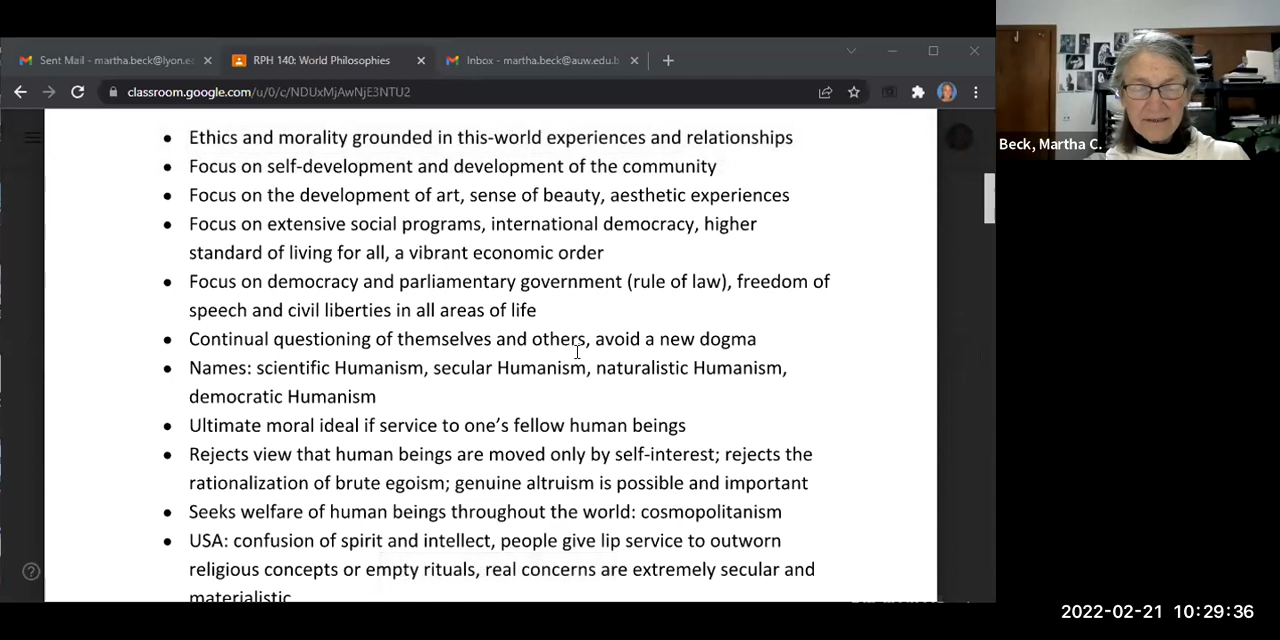 Sent Mail - martha.beck@lyon.e
RPH 140: World Philosophies
Inbox - martha.beck@auw.edu.b
classroom.google.com/u/0/c/NDUxMjAwNjE3NTU2
Beck, Martha C.
• Ethics and morality grounded in this-world experiences and relationships
• Focus on self-development and development of the community
• Focus on the development of art, sense of beauty, aesthetic experiences
• Focus on extensive social programs, international democracy, higher
standard of living for all, a vibrant economic order
• Focus on democracy and parliamentary government (rule of law), freedom of
speech and civil liberties in all areas of life
• Continual questioning of themselves and others, avoid a new dogma
• Names: scientific Humanism, secular Humanism, naturalistic Humanism,
democratic Humanism
• Ultimate moral ideal if service to one's fellow human beings
• Rejects view that human beings are moved only by self-interest; rejects the
rationalization of brute egoism; genuine altruism is possible and important
• Seeks welfare of human beings throughout the world: cosmopolitanism
• USA: confusion of spirit and intellect, people give lip service to outworn
religious concepts or empty rituals, real concerns are extremely secular and
materialistic
2022-02-21 10:29:36